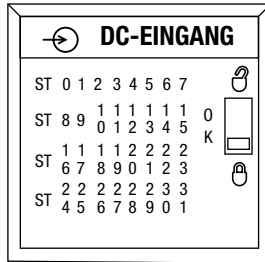 DC-EINGANG
ST 0 1 2 3 4 5 6 7
ST 8 9 10 11 12 13 14 15
OK
ST 16 17 18 19 20 21 22 23
ST 24 25 26 27 28 29 30 31